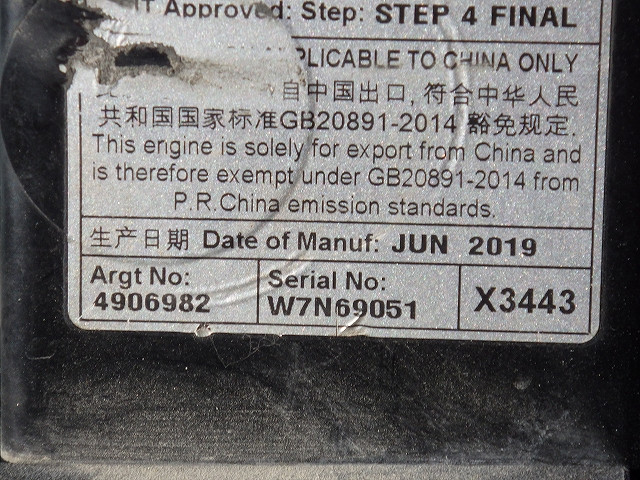 Approved: Step: STEP 4 FINAL
APPLICABLE TO CHINA ONLY
自中国出口, 符合中华人民
共和国国家标准GB20891-2014 豁免规定.
This engine is solely for export from China and
is therefore exempt under GB20891-2014 from
P.R.China emission standards.
生产日期 Date of Manuf: JUN 2019
Argt No:
4906982
Serial No:
W7N69051
X3443